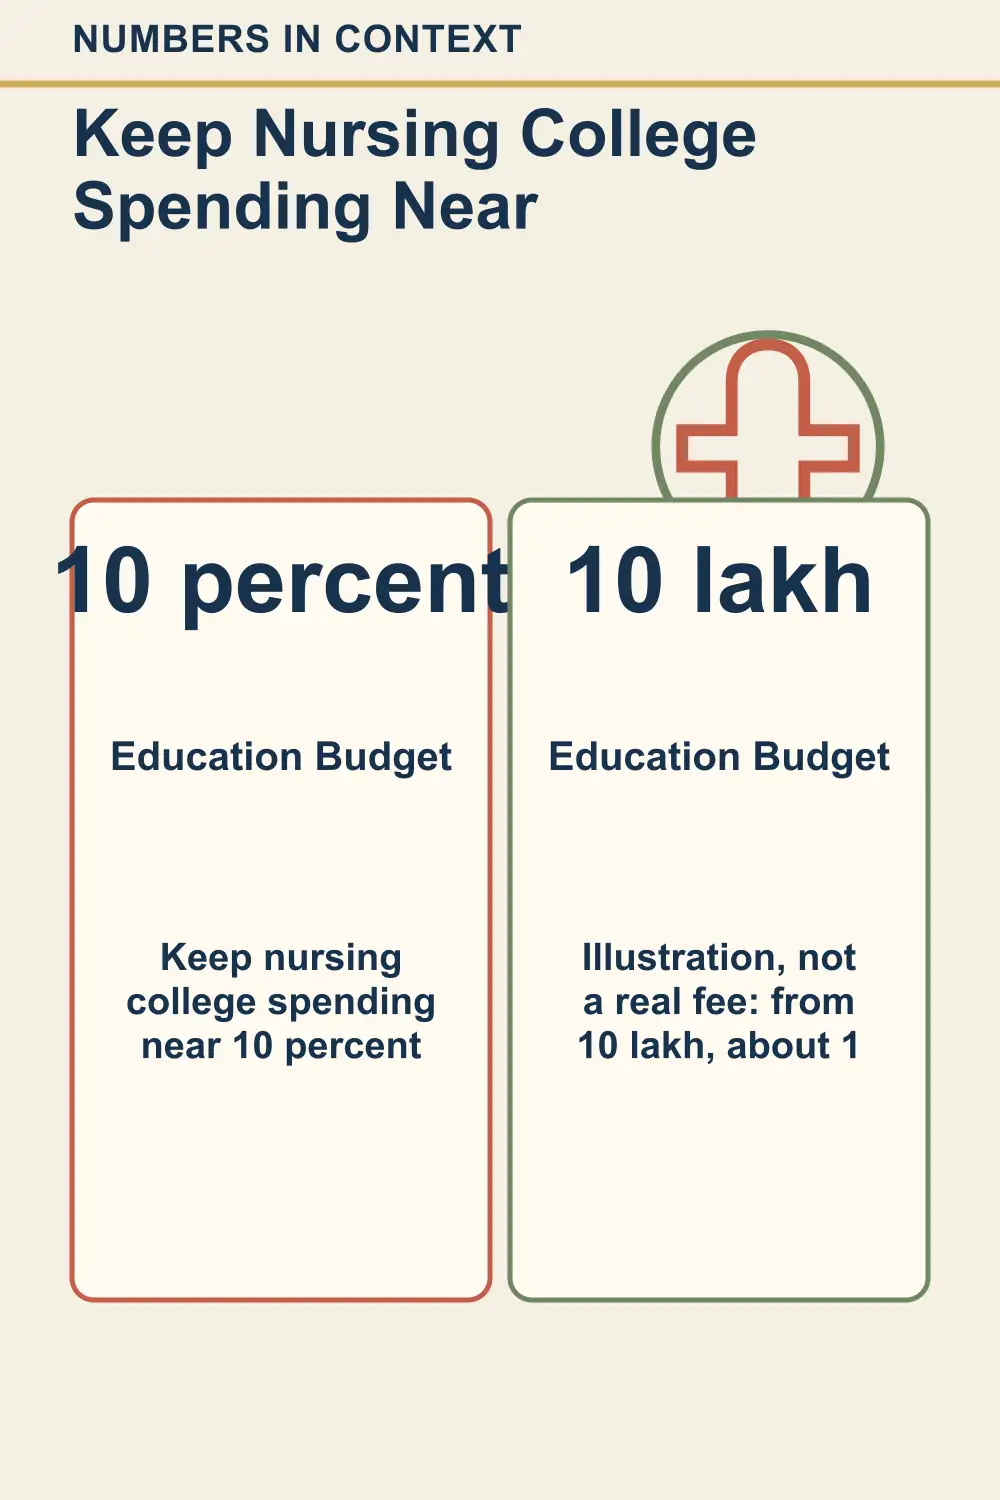 NUMBERS IN CONTEXT
Keep Nursing College
Spending Near
10 percent
Education Budget
Keep nursing
college spending
near 10 percent
10 lakh
Education Budget
Illustration, not
a real fee: from
10 lakh, about 1